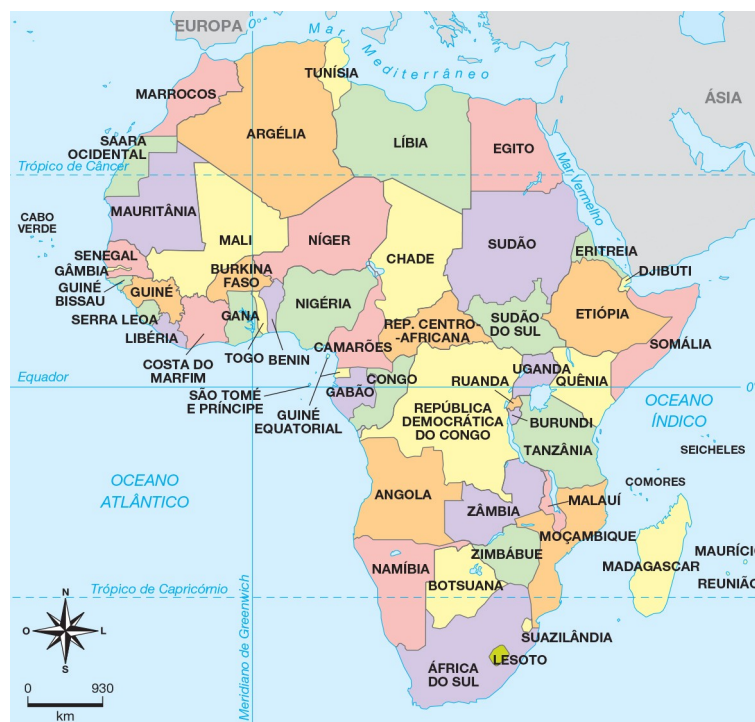 EUROPA
0°
Mar Mediterrâneo
ÁSIA
TUNÍSIA
MARROCOS
ARGÉLIA
LÍBIA
EGITO
SAARA
OCIDENTAL
Trópico de Câncer
Mar Vermelho
MAURITÂNIA
CABO
VERDE
MALI
NÍGER
CHADE
SUDÃO
ERITREIA
SENEGAL
GÂMBIA
DJIBUTI
GUINÉ
BISSAU
GUINÉ
BURKINA
FASO
NIGÉRIA
GANA
SERRA LEOA
LIBÉRIA
COSTA DO
MARFIM
TOGO
BENIN
CAMARÕES
REP. CENTRO-
-AFRICANA
SUDÃO
DO SUL
ETIÓPIA
SOMÁLIA
Equador
0°
SÃO TOMÉ
E PRÍNCIPE
GUINÉ
EQUATORIAL
GABÃO
CONGO
RUANDA
UGANDA
QUÊNIA
REPÚBLICA
DEMOCRÁTICA
DO CONGO
BURUNDI
TANZÂNIA
OCEANO
ÍNDICO
SEICHELES
OCEANO
ATLÂNTICO
ANGOLA
ZÂMBIA
MALAUÍ
COMORES
MOÇAMBIQUE
ZIMBÁBUE
MADAGASCAR
MAURÍCIO
REUNIÃO
NAMÍBIA
BOTSUANA
Trópico de Capricórnio
Meridiano de Greenwich
SUAZILÂNDIA
LESOTO
ÁFRICA
DO SUL
N
O
L
S
0
930
km